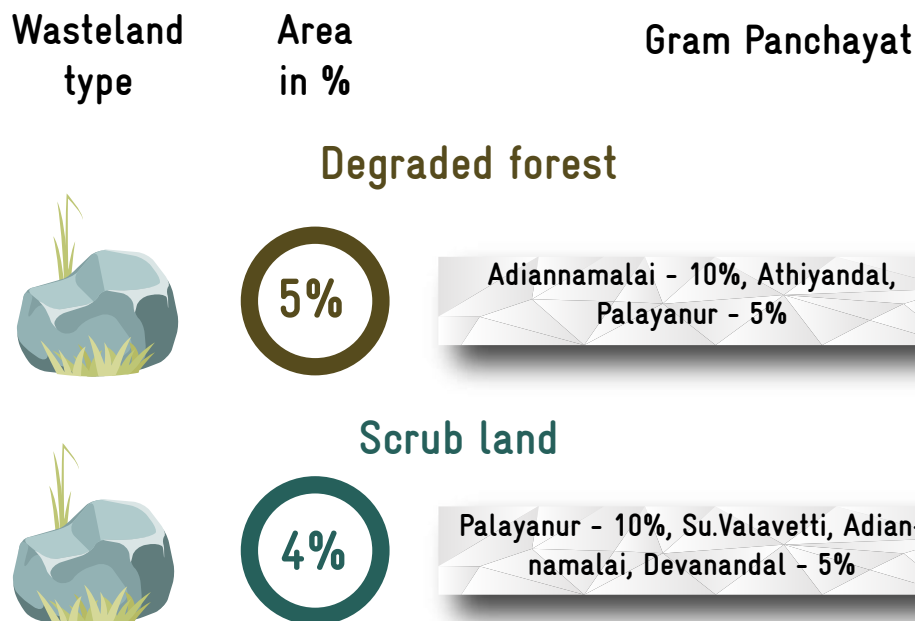 Wasteland
type
Area
in %
Gram Panchayat
Degraded forest
5%
Adiannamalai - 10%, Athiyandal,
Palayanur - 5%
Scrub land
4%
Palayanur - 10%, Su.Valavetti, Adian-
namalai, Devanandal - 5%